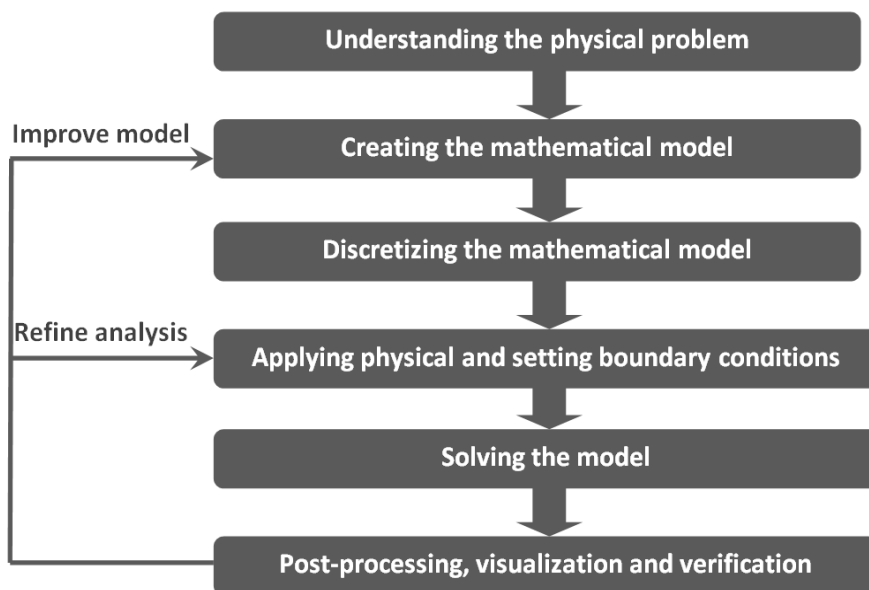 Understanding the physical problem
Improve model
Creating the mathematical model
Discretizing the mathematical model
Refine analysis
Applying physical and setting boundary conditions
Solving the model
Post-processing, visualization and verification